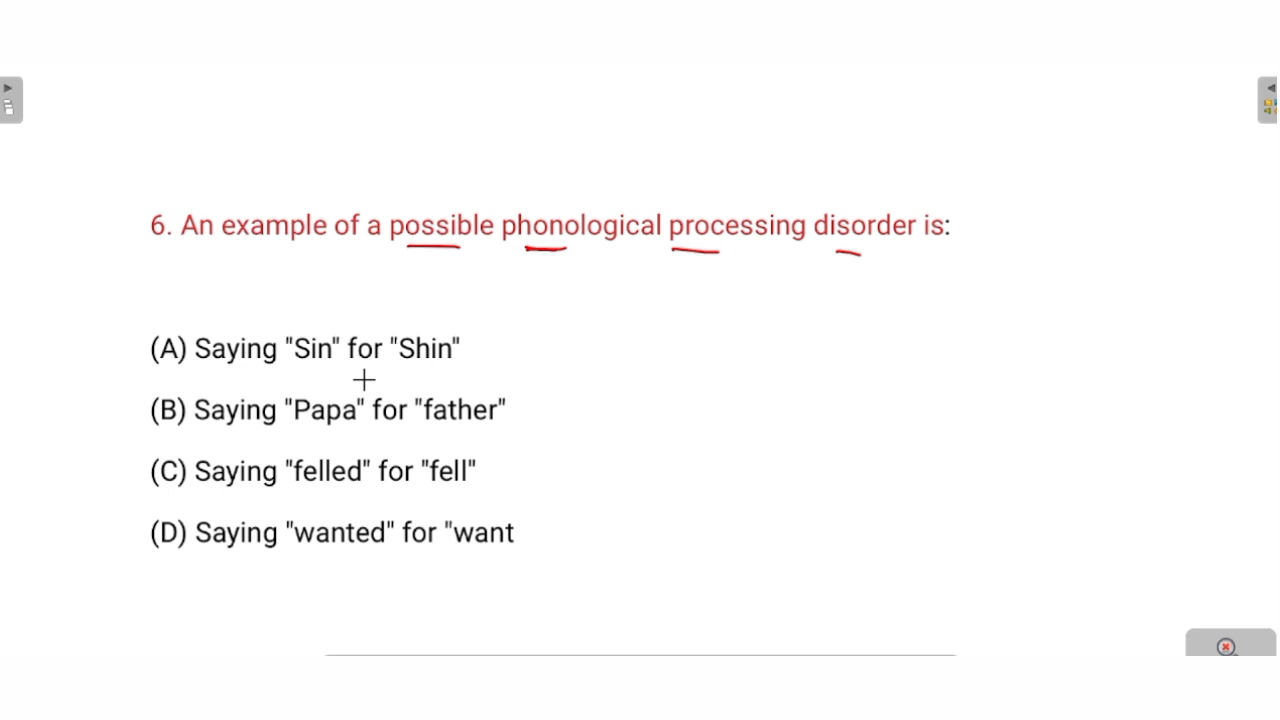 6. An example of a possible phonological processing disorder is:
(A) Saying "Sin" for "Shin"
(B) Saying "Papa" for "father"
(C) Saying "felled" for "fell"
(D) Saying "wanted" for "want